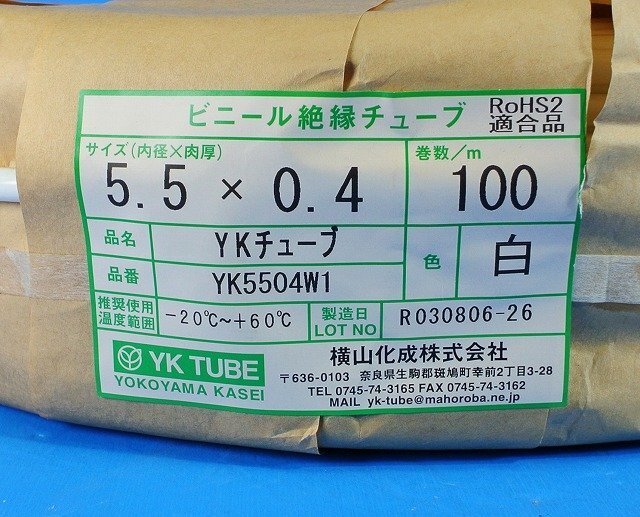 ビニール絶縁チューブ
RoHS2
適合品
サイズ(内径×肉厚)
5.5×0.4
巻数/m
100
品名
YKチューブ
品番
YK5504W1
色
白
推奨使用
温度範囲
-20℃~+60℃
製造日
LOT NO
R030806-26
YK TUBE
YOKOYAMA KASEI
横山化成株式会社
〒636-0103 奈良県生駒郡斑鳩町幸前2丁目3-28
TEL 0745-74-3165 FAX 0745-74-3162
MAIL yk-tube@mahoroba.ne.jp